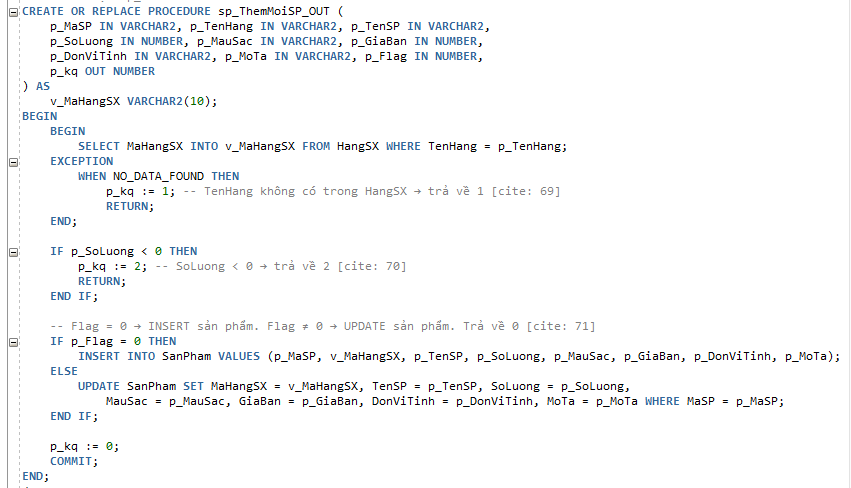 CREATE OR REPLACE PROCEDURE sp_ThemMoiSP_OUT (
    p_MaSP IN VARCHAR2, p_TenHang IN VARCHAR2, p_TenSP IN VARCHAR2,
    p_SoLuong IN NUMBER, p_MauSac IN VARCHAR2, p_GiaBan IN NUMBER,
    p_DonViTinh IN VARCHAR2, p_MoTa IN VARCHAR2, p_Flag IN NUMBER,
    p_kq OUT NUMBER
) AS
    v_MaHangSX VARCHAR2(10);
BEGIN
    BEGIN
        SELECT MaHangSX INTO v_MaHangSX FROM HangSX WHERE TenHang = p_TenHang;
    EXCEPTION
        WHEN NO_DATA_FOUND THEN
            p_kq := 1; -- TenHang không có trong HangSX → trả về 1 [cite: 69]
            RETURN;
    END;

    IF p_SoLuong < 0 THEN
        p_kq := 2; -- SoLuong < 0 → trả về 2 [cite: 70]
        RETURN;
    END IF;

    -- Flag = 0 → INSERT sản phẩm. Flag ≠ 0 → UPDATE sản phẩm. Trả về 0 [cite: 71]
    IF p_Flag = 0 THEN
        INSERT INTO SanPham VALUES (p_MaSP, v_MaHangSX, p_TenSP, p_SoLuong, p_MauSac, p_GiaBan, p_DonViTinh, p_MoTa);
    ELSE
        UPDATE SanPham SET MaHangSX = v_MaHangSX, TenSP = p_TenSP, SoLuong = p_SoLuong,
            MauSac = p_MauSac, GiaBan = p_GiaBan, DonViTinh = p_DonViTinh, MoTa = p_MoTa WHERE MaSP = p_MaSP;
    END IF;

    p_kq := 0;
    COMMIT;
END;